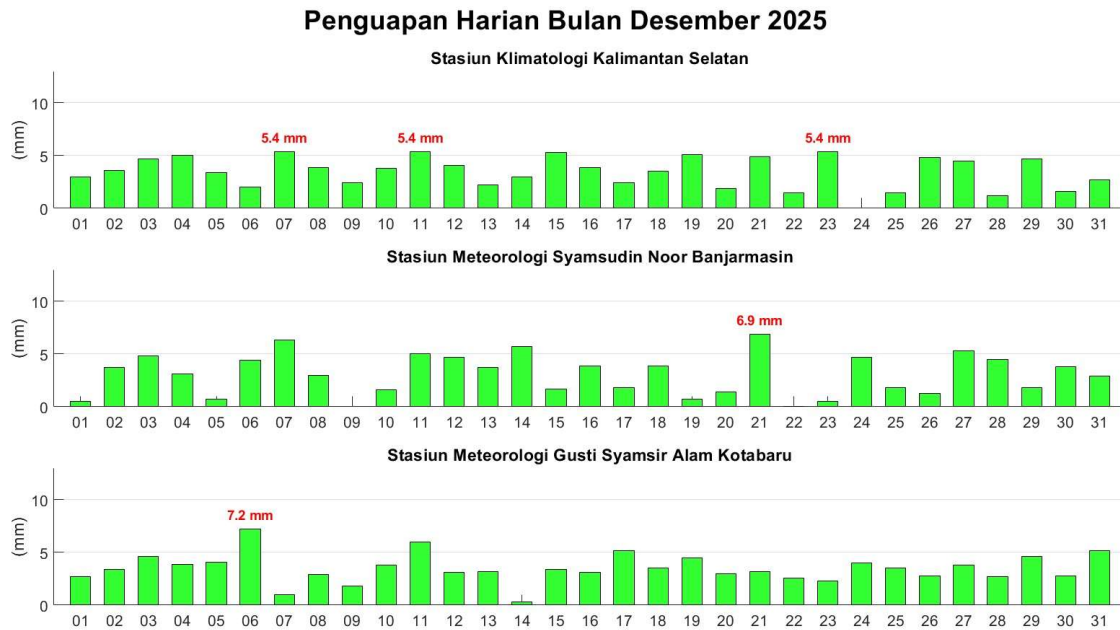 Penguapan Harian Bulan Desember 2025
Stasiun Klimatologi Kalimantan Selatan
10
5
0
(mm)
5.4 mm 5.4 mm 5.4 mm
01 02 03 04 05 06 07 08 09 10 11 12 13 14 15 16 17 18 19 20 21 22 23 24 25 26 27 28 29 30 31
Stasiun Meteorologi Syamsudin Noor Banjarmasin
10
5
0
(mm)
6.9 mm
01 02 03 04 05 06 07 08 09 10 11 12 13 14 15 16 17 18 19 20 21 22 23 24 25 26 27 28 29 30 31
Stasiun Meteorologi Gusti Syamsir Alam Kotabaru
10
5
0
(mm)
7.2 mm
01 02 03 04 05 06 07 08 09 10 11 12 13 14 15 16 17 18 19 20 21 22 23 24 25 26 27 28 29 30 31